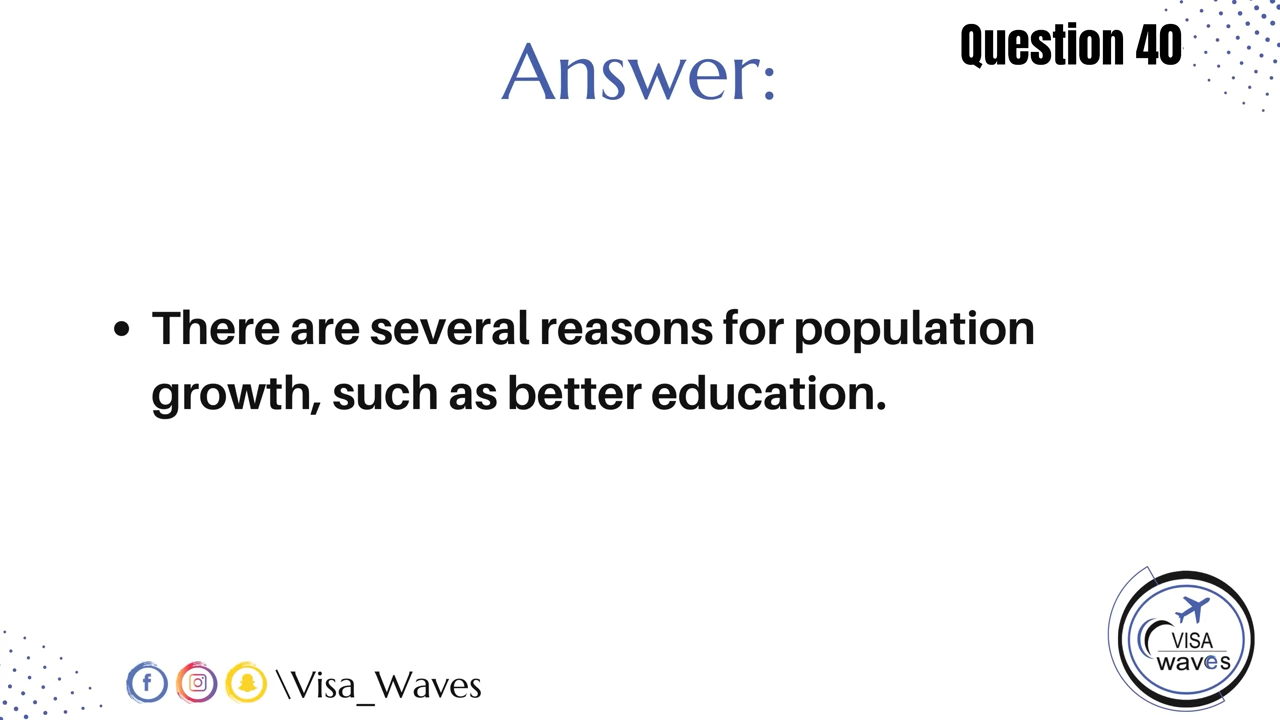 Question 40
Answer:
• There are several reasons for population
growth, such as better education.
\Visa_Waves
VISA
waves